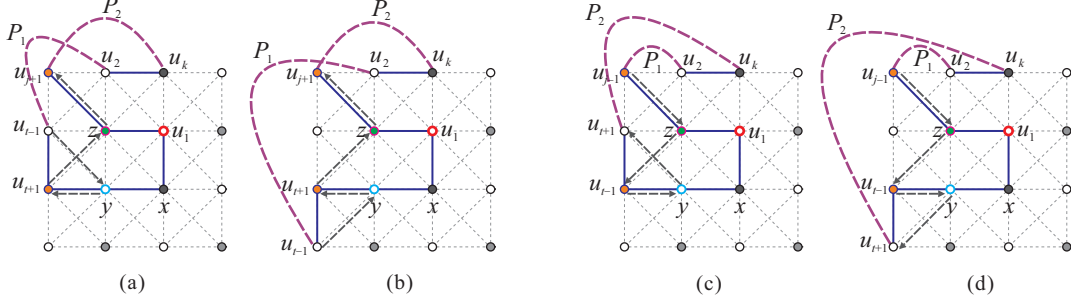 P₂
P₁
u₂
uₖ
uⱼ₊₁
uₜ₋₁
z
u₁
uₜ₊₁
y
x
(a)
P₂
P₁
u₂
uₖ
uⱼ₊₁
z
u₁
uₜ₊₁
y
x
uₜ₋₁
(b)
P₂
P₁
u₂
uₖ
uⱼ₋₁
uₜ₊₁
z
u₁
uₜ₋₁
y
x
(c)
P₂
P₁
u₂
uₖ
uⱼ₋₁
z
u₁
uₜ₋₁
y
x
uₜ₊₁
(d)